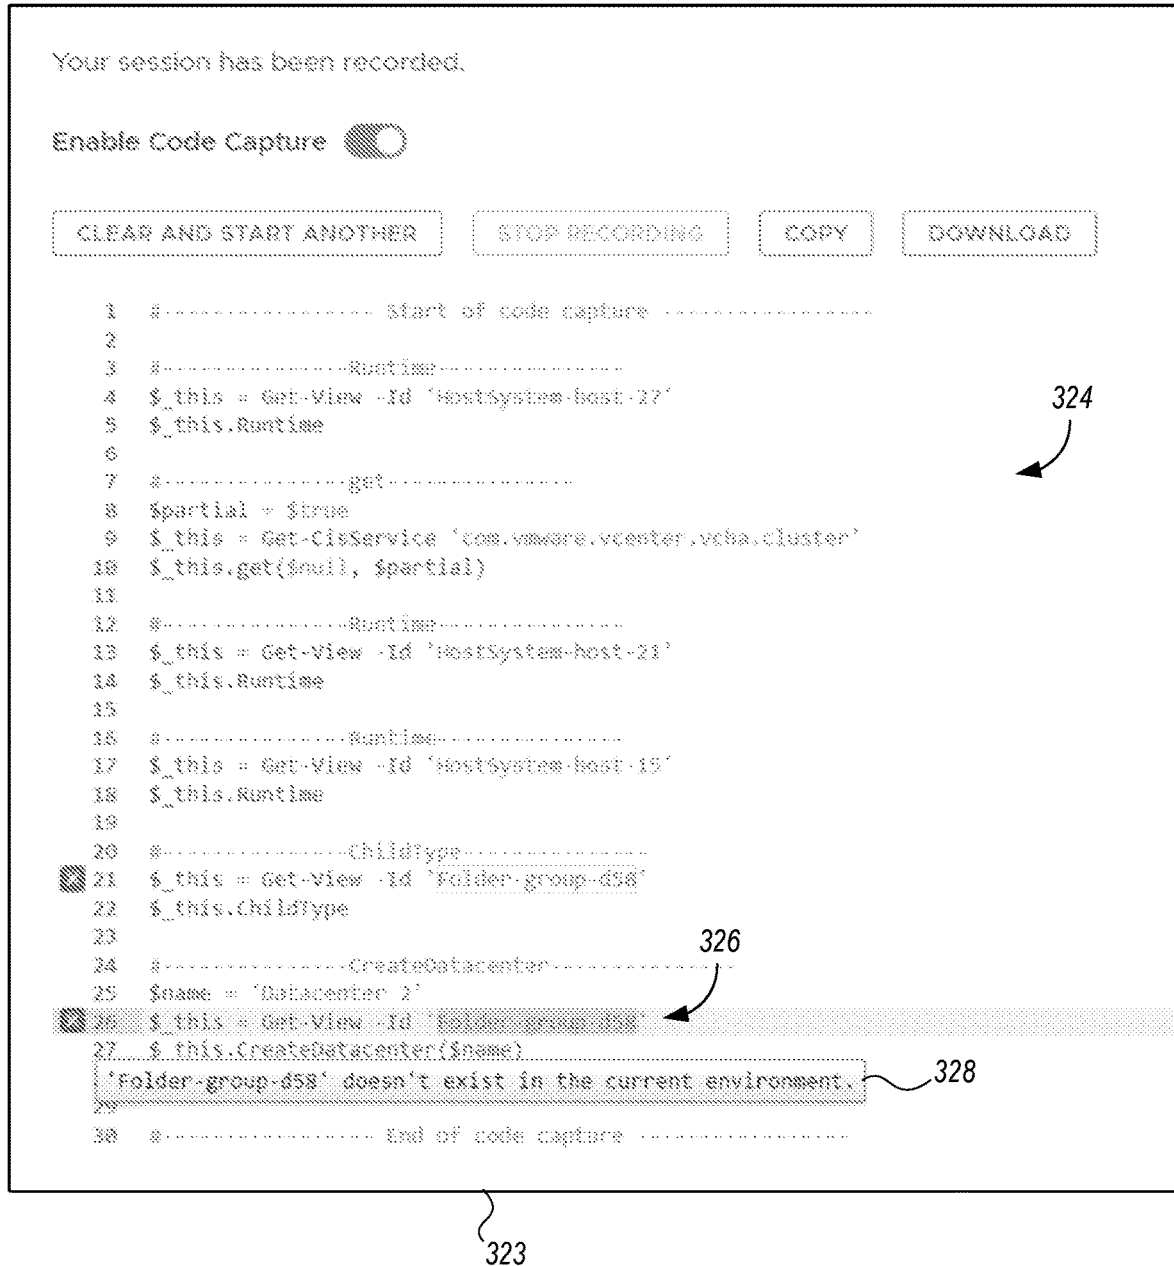 Your session has been recorded.
Enable Code Capture
CLEAR AND START ANOTHER STOP RECORDING COPY DOWNLOAD
1 #----------------- Start of code capture -----------------
2
3 #---------------Runtime---------------
4 $_this = Get-View -Id 'HostSystem-host-27'
5 $_this.Runtime
6
324
7 #---------------get---------------
8 $partial = $true
9 $_this = Get-CisService 'com.vmware.vcenter.vcha.cluster'
10 $_this.get($null, $partial)
11
12 #---------------Runtime---------------
13 $_this = Get-View -Id 'HostSystem-host-21'
14 $_this.Runtime
15
16 #---------------Runtime---------------
17 $_this = Get-View -Id 'HostSystem-host-15'
18 $_this.Runtime
19
20 #---------------ChildType---------------
21 $_this = Get-View -Id 'Folder-group-d58'
22 $_this.ChildType
23
326
24 #---------------CreateDatacenter---------------
25 $name = 'Datacenter 2'
26 $_this = Get-View -Id 'Folder-group-d58'
27 $_this.CreateDatacenter($name)
'Folder-group-d58' doesn't exist in the current environment. 328
29
30 #----------------- End of code capture -----------------
323